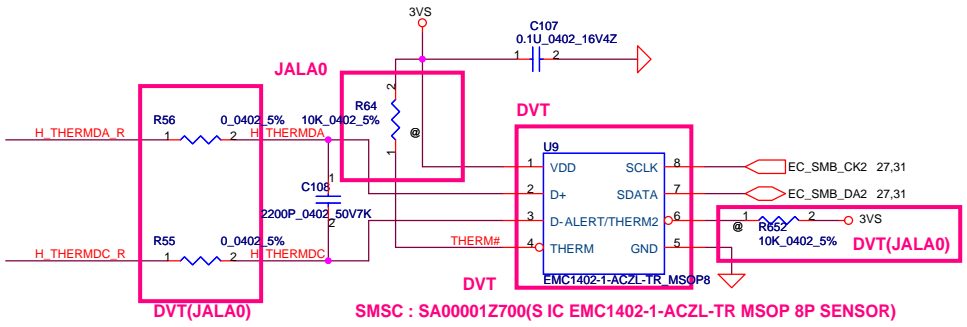 3VS
C107
0.1U_0402_16V4Z
1 2
JALA0
R64
10K_0402_5%
2
@
1
DVT
R56
0_0402_5%
H_THERMDA_R
1 2
H_THERMDA
U9
1 VDD
SCLK 8
EC_SMB_CK2 27,31
2 D+
SDATA 7
EC_SMB_DA2 27,31
C108
1
2200P_0402_50V7K
2
3 D-
ALERT/THERM2 6
1 2
3VS
@
R652
10K_0402_5%
R55
0_0402_5%
THERM#
4 THERM
GND 5
DVT(JALA0)
H_THERMDC_R
1 2
H_THERMDC
EMC1402-1-ACZL-TR_MSOP8
DVT
DVT(JALA0)
SMSC : SA00001Z700(S IC EMC1402-1-ACZL-TR MSOP 8P SENSOR)